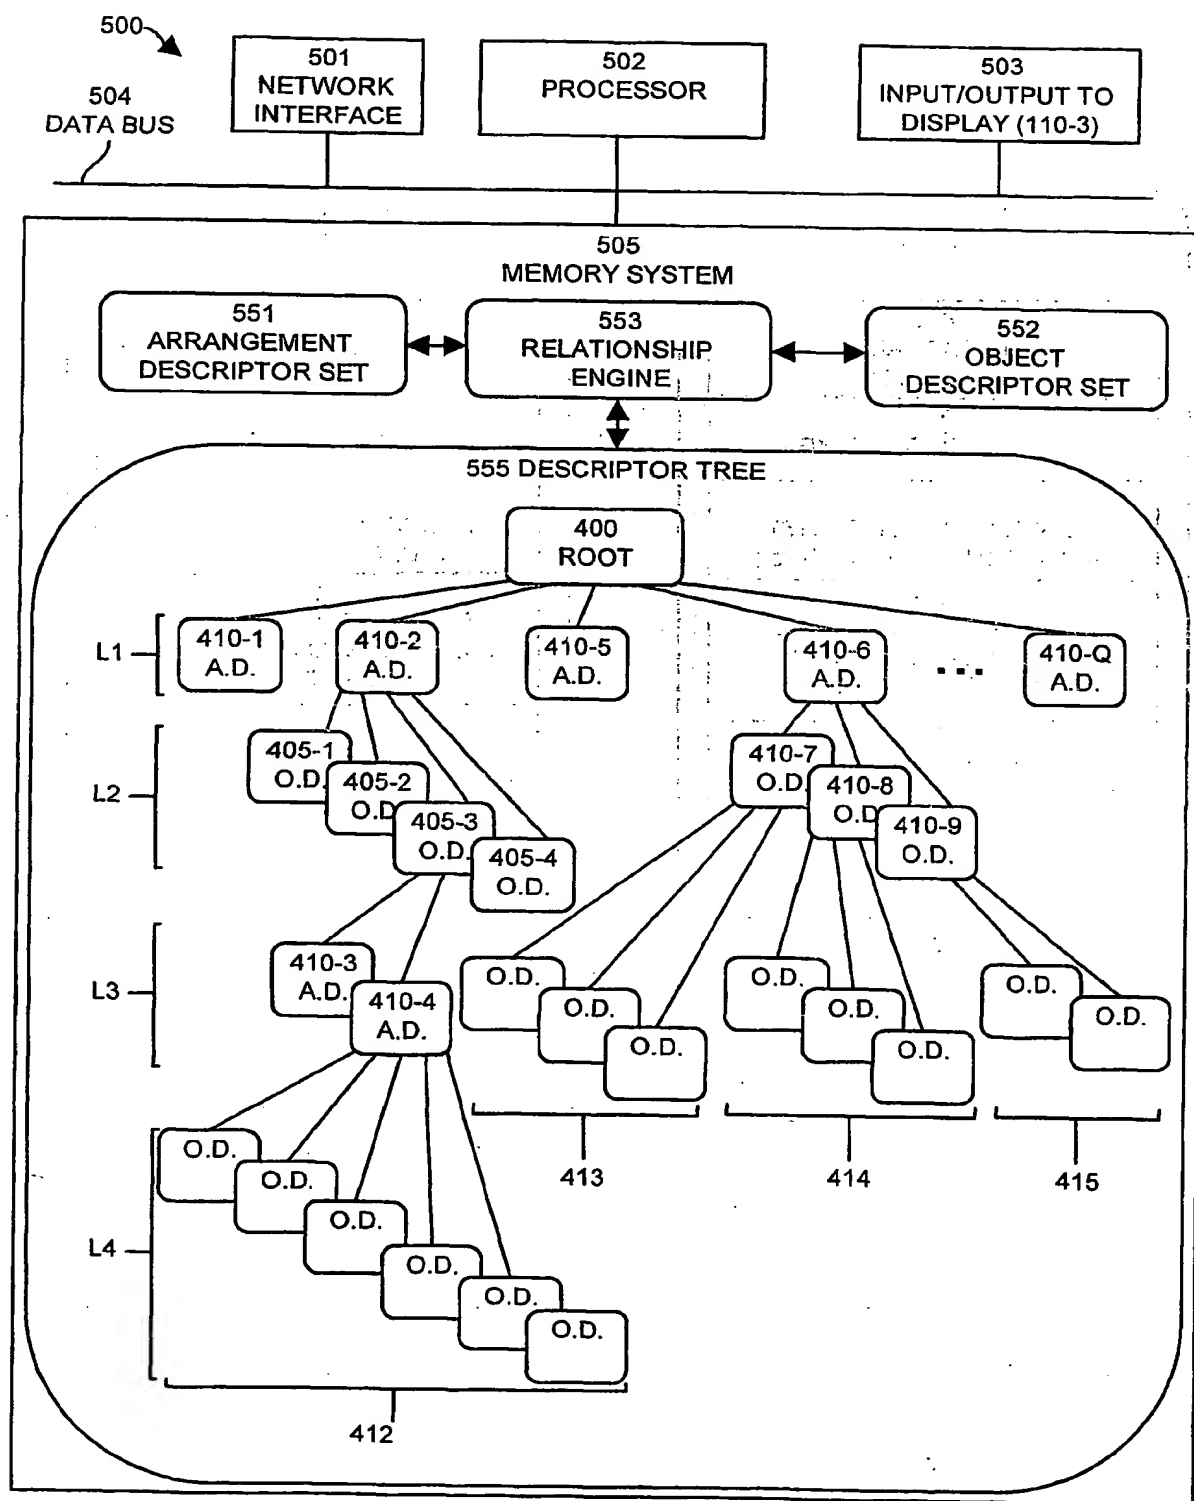 500
501
NETWORK
INTERFACE
502
PROCESSOR
503
INPUT/OUTPUT TO
DISPLAY (110-3)
504
DATA BUS
505
MEMORY SYSTEM
551
ARRANGEMENT
DESCRIPTOR SET
553
RELATIONSHIP
ENGINE
552
OBJECT
DESCRIPTOR SET
555 DESCRIPTOR TREE
400
ROOT
L1
410-1
A.D.
410-2
A.D.
410-5
A.D.
410-6
A.D.
...
410-Q
A.D.
L2
405-1
O.D.
405-2
O.D.
405-3
O.D.
405-4
O.D.
410-7
O.D.
410-8
O.D.
410-9
O.D.
L3
410-3
A.D.
410-4
A.D.
O.D.
O.D.
O.D.
O.D.
O.D.
O.D.
O.D.
O.D.
413
414
415
L4
O.D.
O.D.
O.D.
O.D.
O.D.
O.D.
412